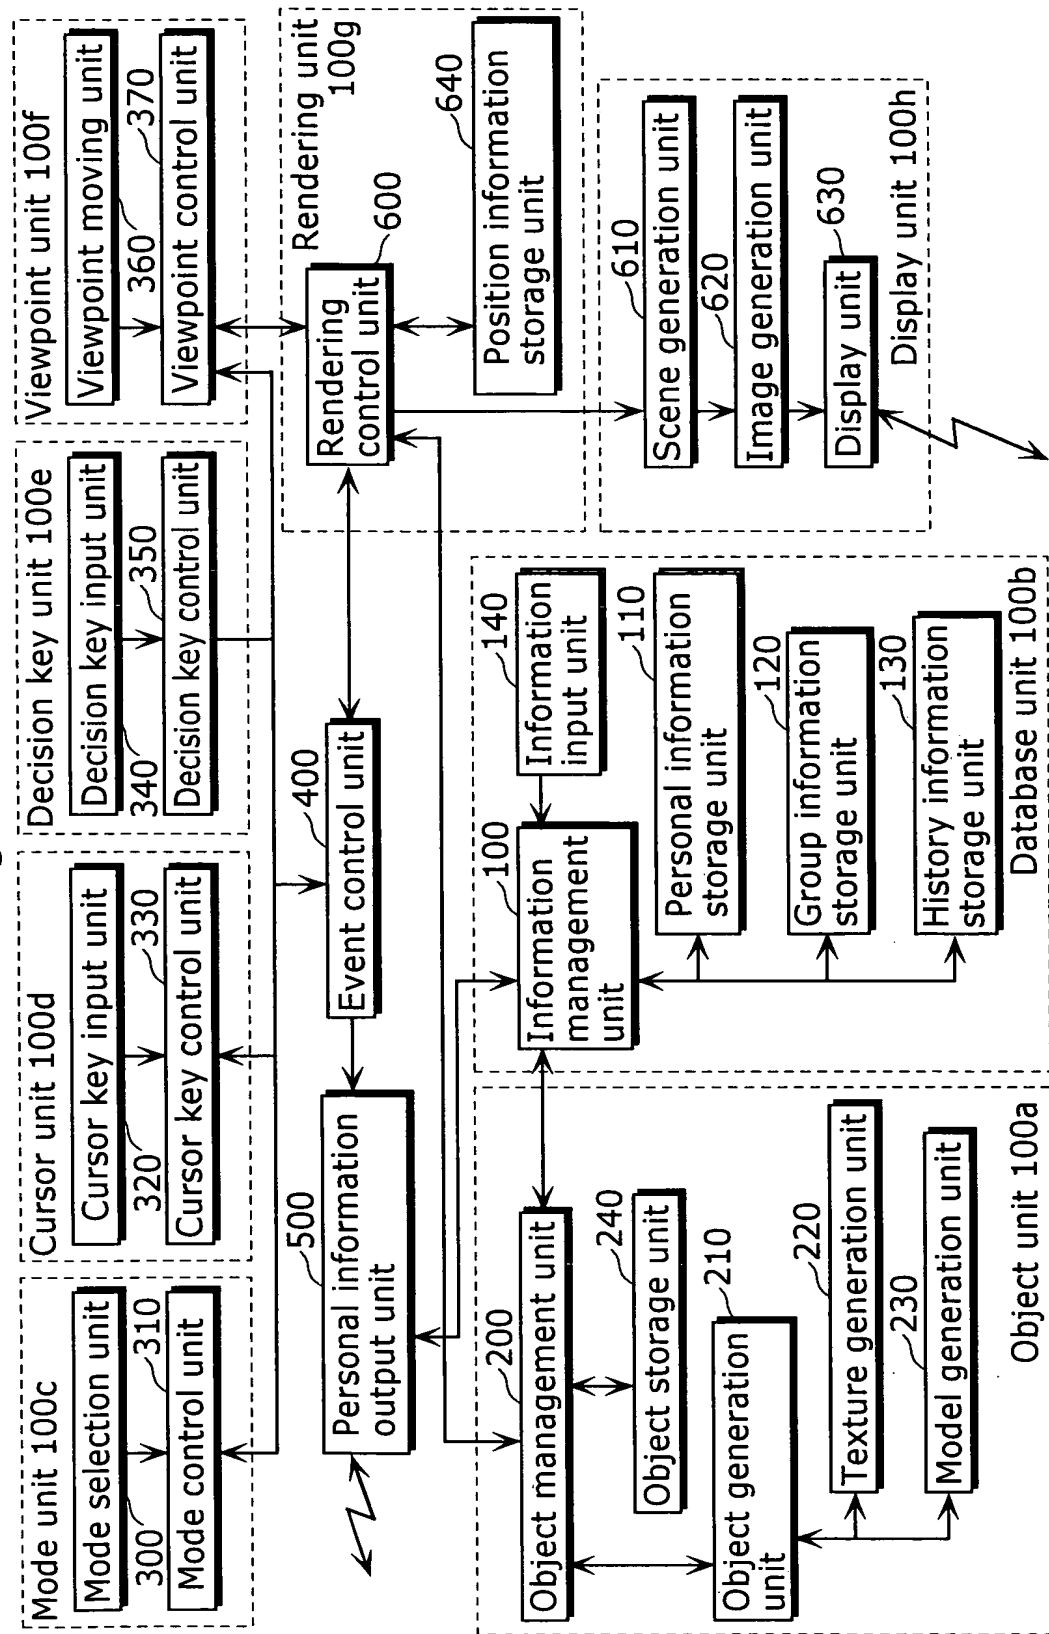 Mode unit 100c
Mode selection unit
300
310
Mode control unit
Cursor unit 100d
Cursor key input unit
320
330
Cursor key control unit
Decision key unit 100e
Decision key input unit
340
350
Decision key control unit
Viewpoint unit 100f
Viewpoint moving unit
360
370
Viewpoint control unit
500
Personal information
output unit
400
Event control unit
Rendering unit
100g
Rendering
control unit
600
640
Position information
storage unit
200
Object management unit
240
Object storage unit
210
Object generation
unit
220
Texture generation unit
230
Model generation unit
Object unit 100a
100
Information
management
unit
140
Information
input unit
110
Personal information
storage unit
120
Group information
storage unit
130
History information
storage unit
Database unit 100b
610
Scene generation unit
620
Image generation unit
630
Display unit
Display unit 100h